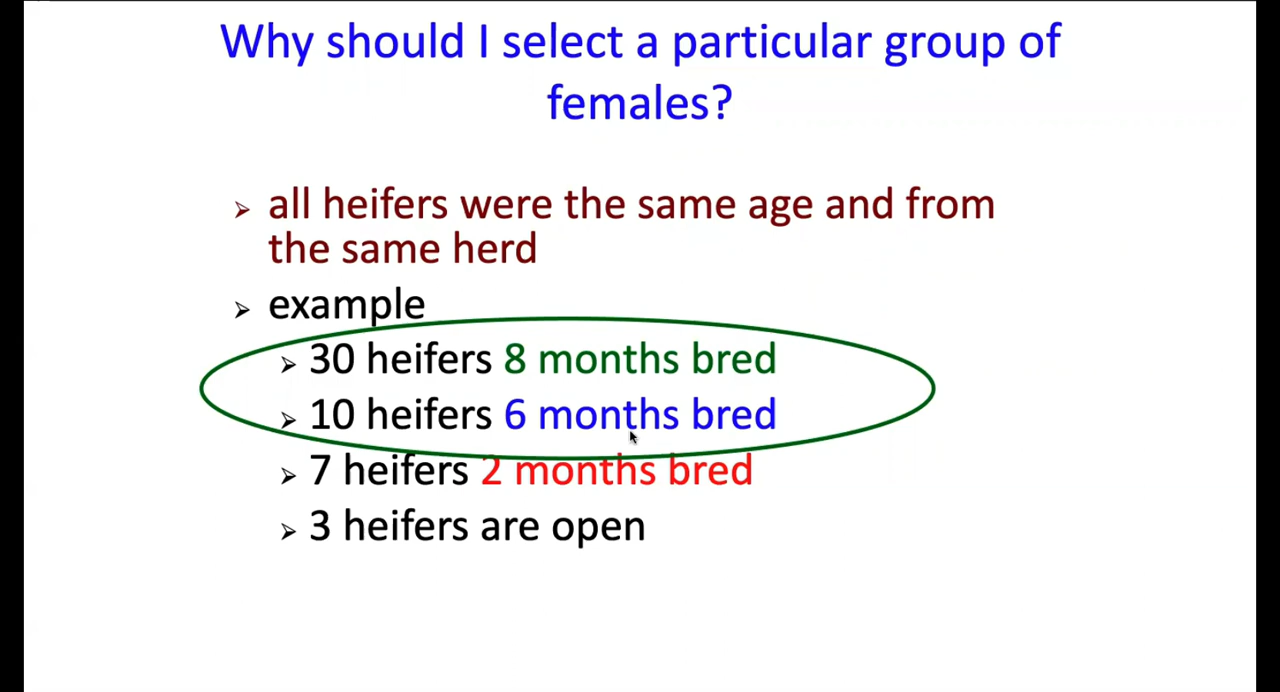 Why should I select a particular group of
females?
➢ all heifers were the same age and from
the same herd
➢ example
➢ 30 heifers 8 months bred
➢ 10 heifers 6 months bred
➢ 7 heifers 2 months bred
➢ 3 heifers are open